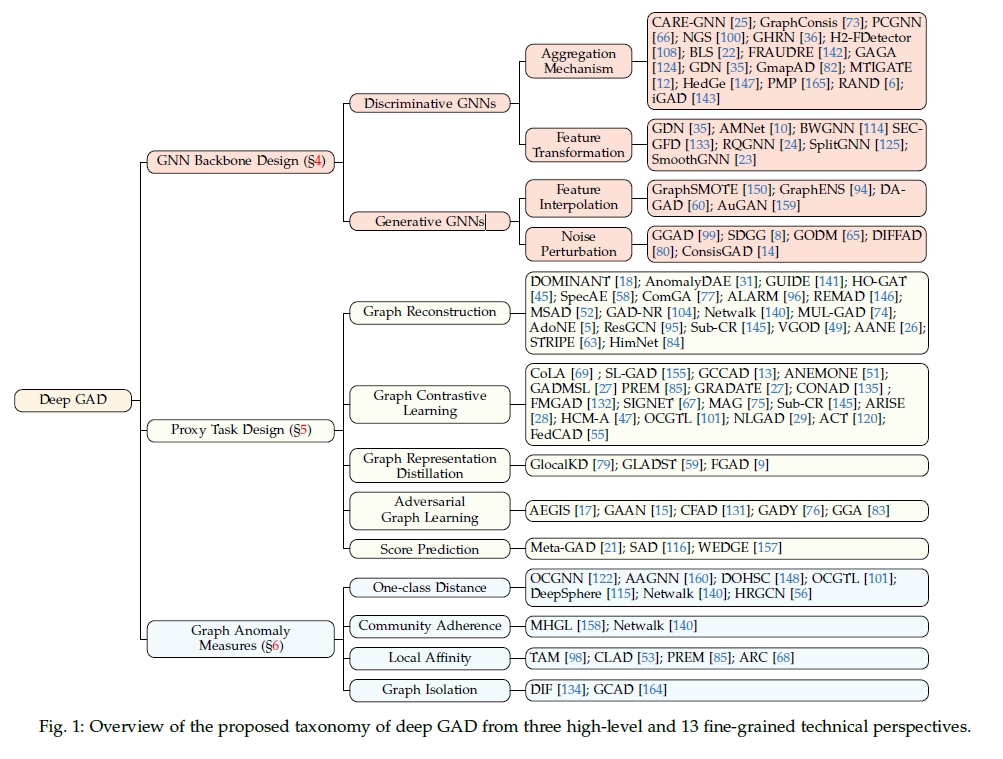 CARE-GNN [25]; GraphConsis [73]; PCGNN
[66]; NGS [100]; GHRN [36]; H2-FDetector
[108]; BLS [22]; FRAUDRE [142]; GAGA
[124]; GDN [35]; GmapAD [82]; MTIGATE
[12]; HedGe [147]; PMP [165]; RAND [6];
iGAD [143]
Aggregation
Mechanism
Discriminative GNNs
GDN [35]; AMNet [10]; BWGNN [114] SEC-
GFD [133]; RQGNN [24]; SplitGNN [125];
SmoothGNN [23]
Feature
Transformation
GNN Backbone Design (§4)
Feature
Interpolation
GraphSMOTE [150]; GraphENS [94]; DA-
GAD [60]; AuGAN [159]
Generative GNNs
Noise
Perturbation
GGAD [99]; SDGG [8]; GODM [65]; DIFFAD
[80]; ConsisGAD [14]
Graph Reconstruction
DOMINANT [18]; AnomalyDAE [31]; GUIDE [141]; HO-GAT
[45]; SpecAE [58]; ComGA [77]; ALARM [96]; REMAD [146];
MSAD [52]; GAD-NR [104]; Netwalk [140]; MUL-GAD [74];
AdoNE [5]; ResGCN [95]; Sub-CR [145]; VGOD [49]; AANE [26];
STRIPE [63]; HimNet [84]
Deep GAD
Proxy Task Design (§5)
Graph Contrastive
Learning
CoLA [69] ; SL-GAD [155]; GCCAD [13]; ANEMONE [51];
GADMSL [27] PREM [85]; GRADATE [27]; CONAD [135] ;
FMGAD [132]; SIGNET [67]; MAG [75]; Sub-CR [145]; ARISE
[28]; HCM-A [47]; OCGTL [101]; NLGAD [29]; ACT [120];
FedCAD [55]
Graph Representation
Distillation
GlocalKD [79]; GLADST [59]; FGAD [9]
Adversarial
Graph Learning
AEGIS [17]; GAAN [15]; CFAD [131]; GADY [76]; GGA [83]
Score Prediction
Meta-GAD [21]; SAD [116]; WEDGE [157]
One-class Distance
OCGNN [122]; AAGNN [160]; DOHSC [148]; OCGTL [101];
DeepSphere [115]; Netwalk [140]; HRGCN [56]
Graph Anomaly
Measures (§6)
Community Adherence
MHGL [158]; Netwalk [140]
Local Affinity
TAM [98]; CLAD [53]; PREM [85]; ARC [68]
Graph Isolation
DIF [134]; GCAD [164]
Fig. 1: Overview of the proposed taxonomy of deep GAD from three high-level and 13 fine-grained technical perspectives.